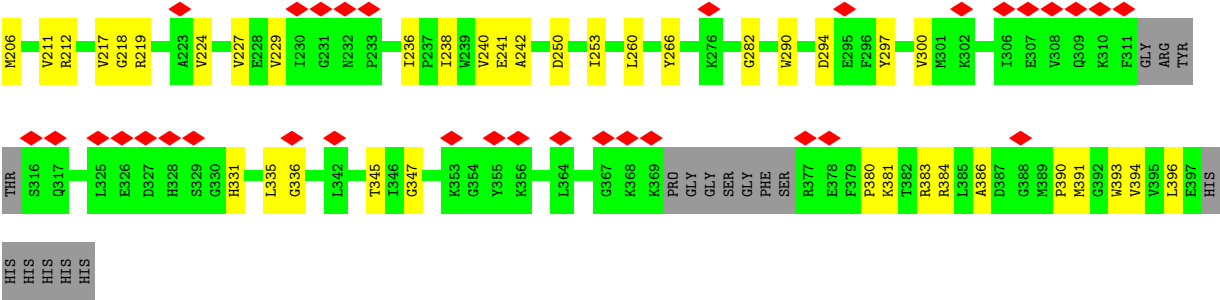 M206 V211 R212 V217 G218 R219 A223 V224 V227 E228 V229 I230 G231 N232 P233 I236 P237 I238 W239 V240 E241 A242 D250 I253 L260 Y266 K276 G282 W290 D294 E295 F296 Y297 V300 M301 K302 I306 E307 V308 Q309 K310 F311 GLY ARG TYR
THR S316 Q317 L325 E326 D327 H328 S329 G330 H331 L335 G336 L342 T345 I346 G347 K353 G354 Y355 K356 L364 G367 K368 K369 PRO GLY GLY SER GLY PHE SER R377 E378 F379 P380 K381 T382 R383 R384 L385 A386 D387 G388 M389 P390 M391 G392 W393 V394 V395 L396 E397 HIS
HIS HIS HIS HIS HIS